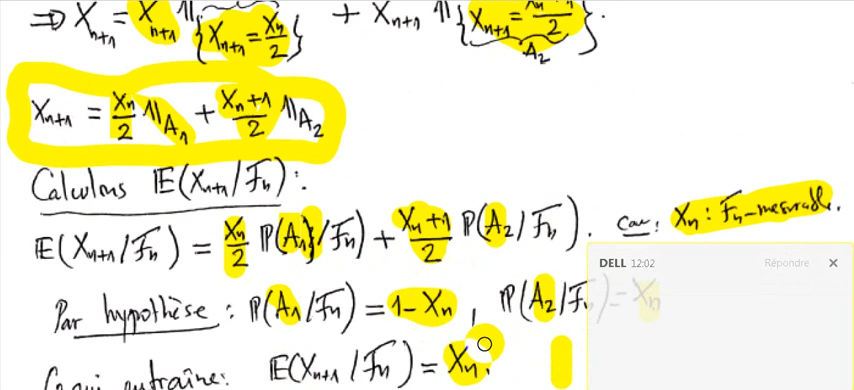 ⇒ X_{n+1} = X_{n+1} 𝟙_{{X_{n+1} = X_n/2}} + X_{n+1} 𝟙_{{X_{n+1} = X_n+1/2}}.
A_2
X_{n+1} = X_n/2 𝟙_{A_1} + X_n+1/2 𝟙_{A_2}
Calculons E(X_{n+1}/F_n):
E(X_{n+1}/F_n) = X_n/2 P(A_1/F_n) + X_n+1/2 P(A_2/F_n). car: X_n : F_n-mesurable.
DELL 12:02 Répondre ×
Par hypothèse : P(A_1/F_n) = 1-X_n, P(A_2/F_n) = X_n
entraîne: E(X_{n+1}/F_n) = X_n.